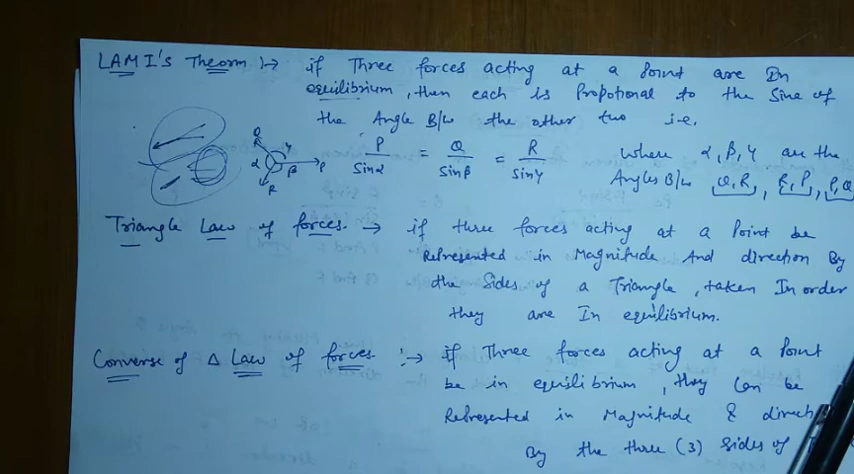 LAMI's Theorm :→ if Three forces acting at a Point are In
equilibrium, then each is Propotional to the Sine of
the Angle B/w the other two i.e.
P/Sinα = Q/Sinβ = R/Sinγ Where α, β, γ are the
Angles B/w Q,R, R,P, P,Q
Q γ α β P R
Triangle Law of forces. → if three forces acting at a Point be
Represented in Magnitude And direction By
the Sides of a Triangle, taken In order
they are In equilibrium.
Converse of Δ Law of forces :→ if Three forces acting at a Point
be in equilibrium, they Can be
Represented in Magnitude & direct
By the three (3) Sides of